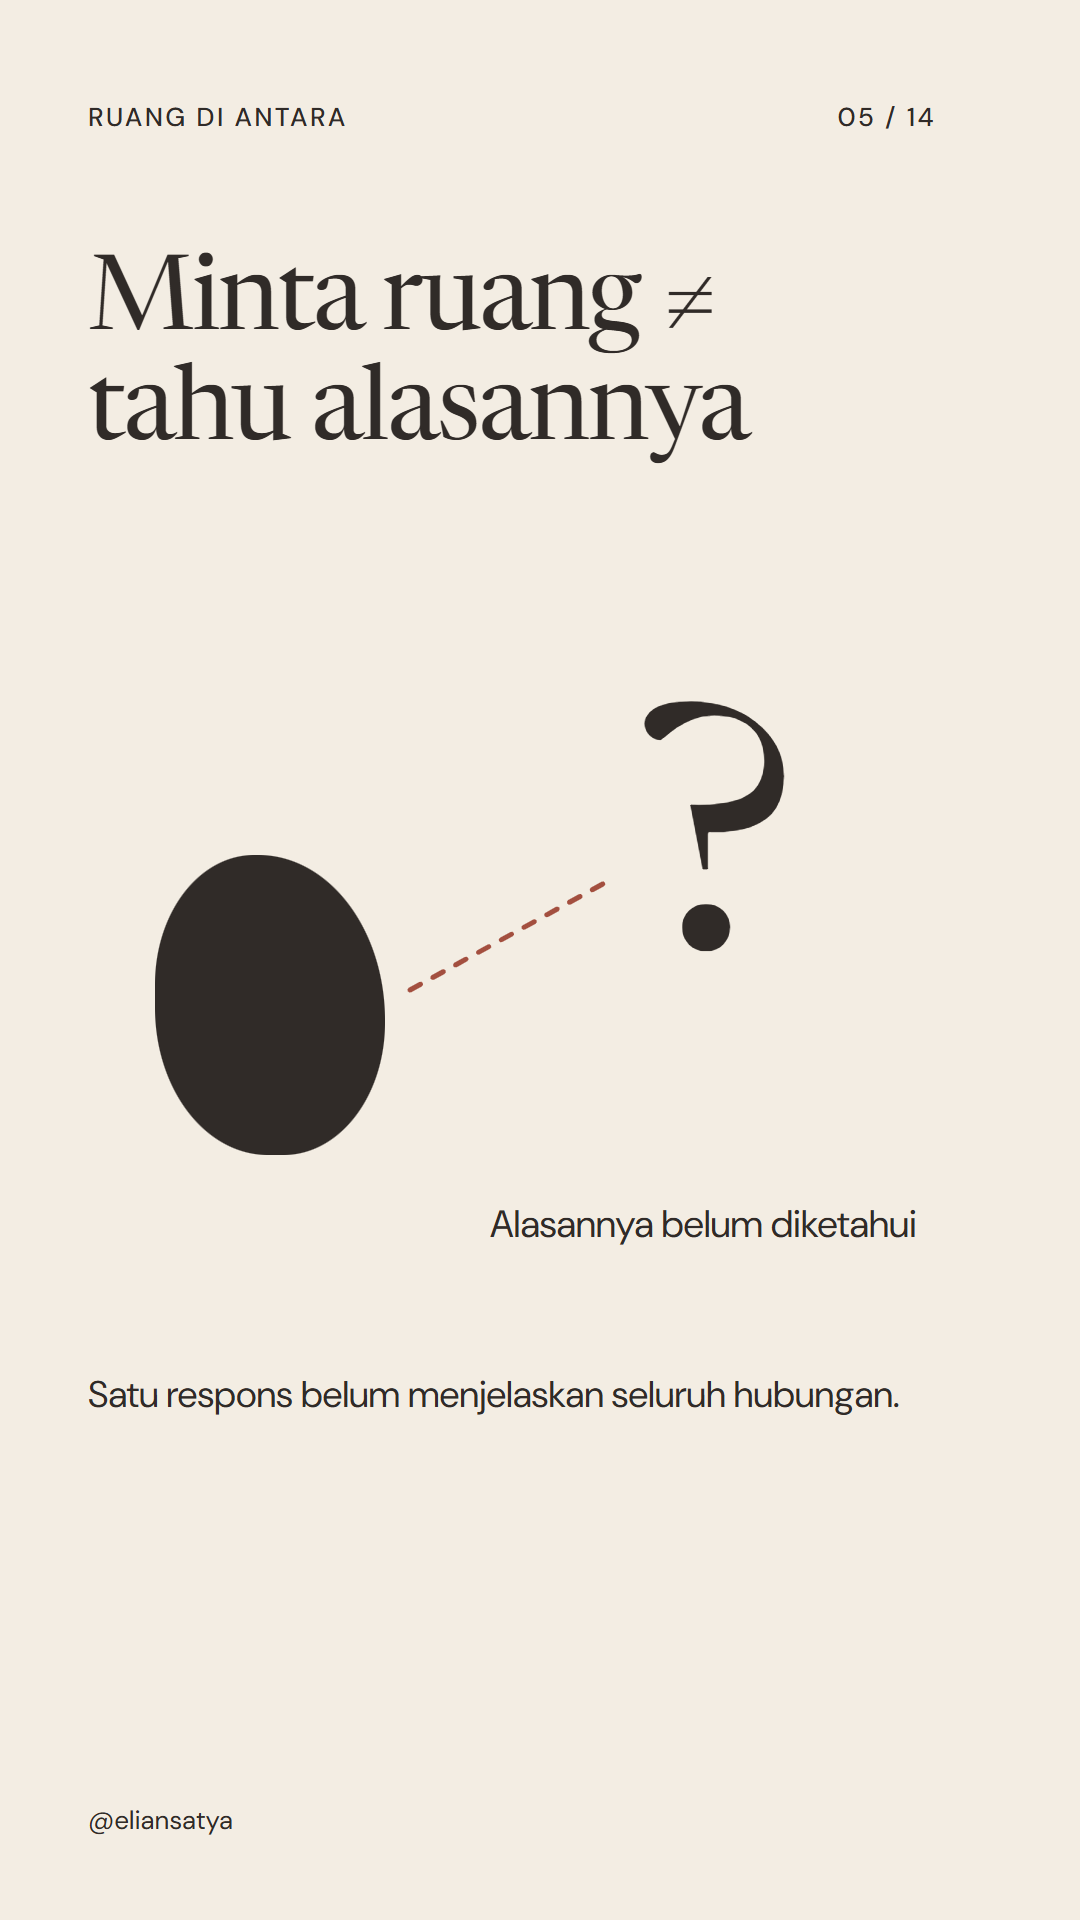 RUANG DI ANTARA
05 / 14
Minta ruang ≠
tahu alasannya
?
Alasannya belum diketahui
Satu respons belum menjelaskan seluruh hubungan.
@eliansatya